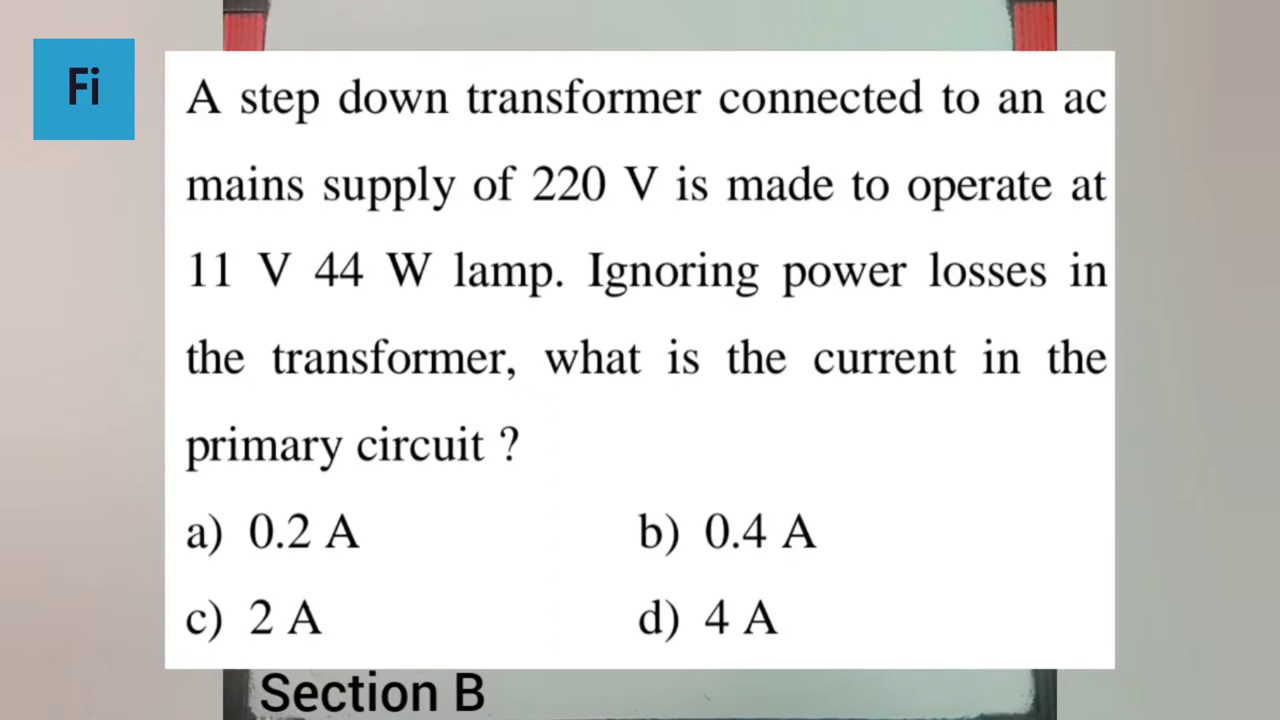 Fi
A step down transformer connected to an ac
mains supply of 220 V is made to operate at
11 V 44 W lamp. Ignoring power losses in
the transformer, what is the current in the
primary circuit ?
a) 0.2 A b) 0.4 A
c) 2 A d) 4 A
Section B